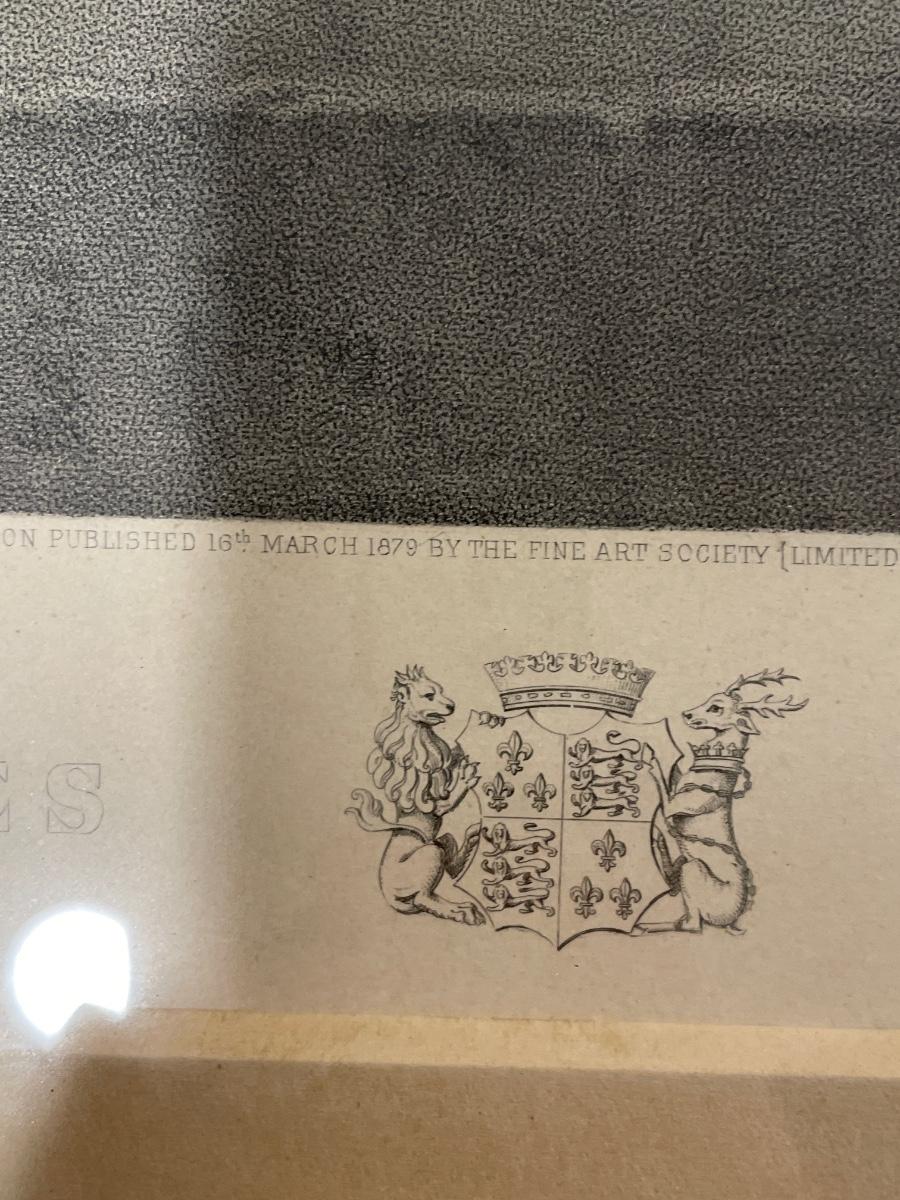 ON PUBLISHED 16th MARCH 1879 BY THE FINE ART SOCIETY {LIMITED
ES